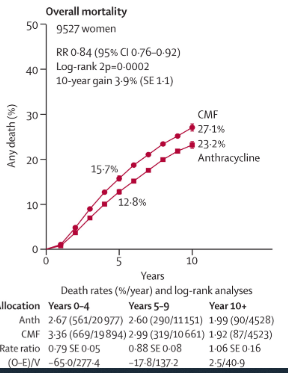 Overall mortality
9527 women
RR 0·84 (95% CI 0·76–0·92)
Log-rank 2p=0·0002
10-year gain 3·9% (SE 1·1)
50
40
30
20
10
0
Any death (%)
CMF
27·1%
23·2%
Anthracycline
15·7%
12·8%
0
5
10
Years
Death rates (%/year) and log-rank analyses
llocation Years 0–4 Years 5–9 Year 10+
Anth 2·67 (561/20 977) 2·60 (290/11 151) 1·99 (90/4528)
CMF 3·36 (669/19 894) 2·99 (319/10 661) 1·92 (87/4523)
Rate ratio 0·79 SE 0·05 0·88 SE 0·08 1·06 SE 0·16
(O–E)/V –65·0/277·4 –17·8/137·2 2·5/40·9